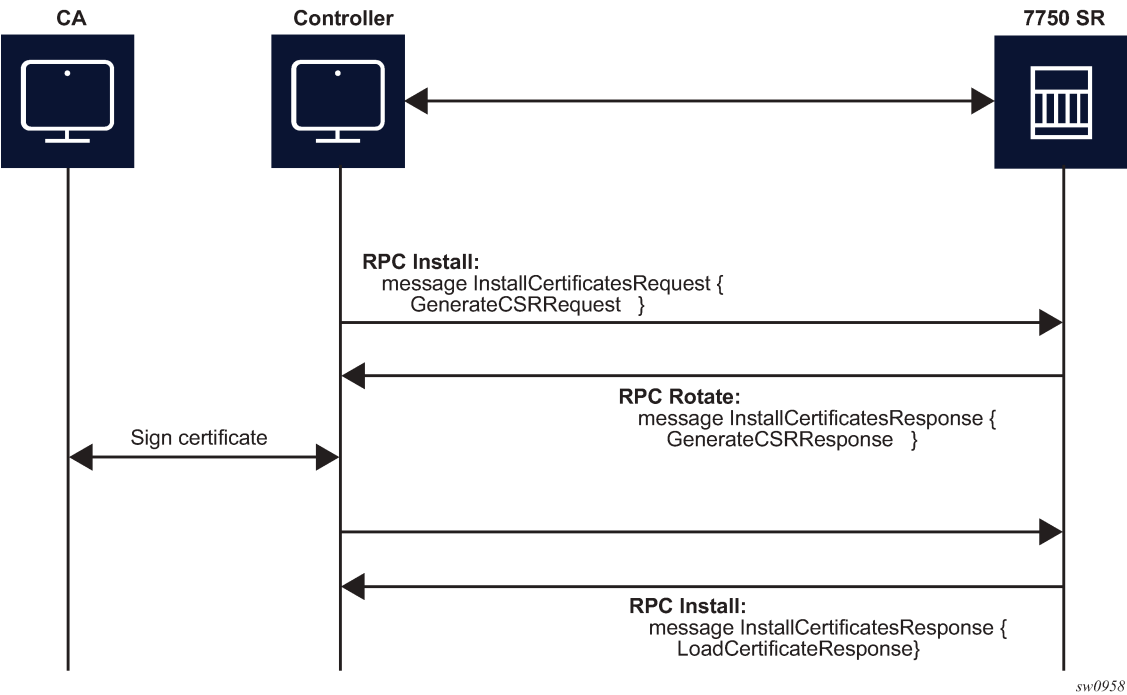 CA
Controller
7750 SR
RPC Install:
message InstallCertificatesRequest {
GenerateCSRRequest }
RPC Rotate:
message InstallCertificatesResponse {
GenerateCSRResponse }
Sign certificate
RPC Install:
message InstallCertificatesResponse {
LoadCertificateResponse}
sw0958